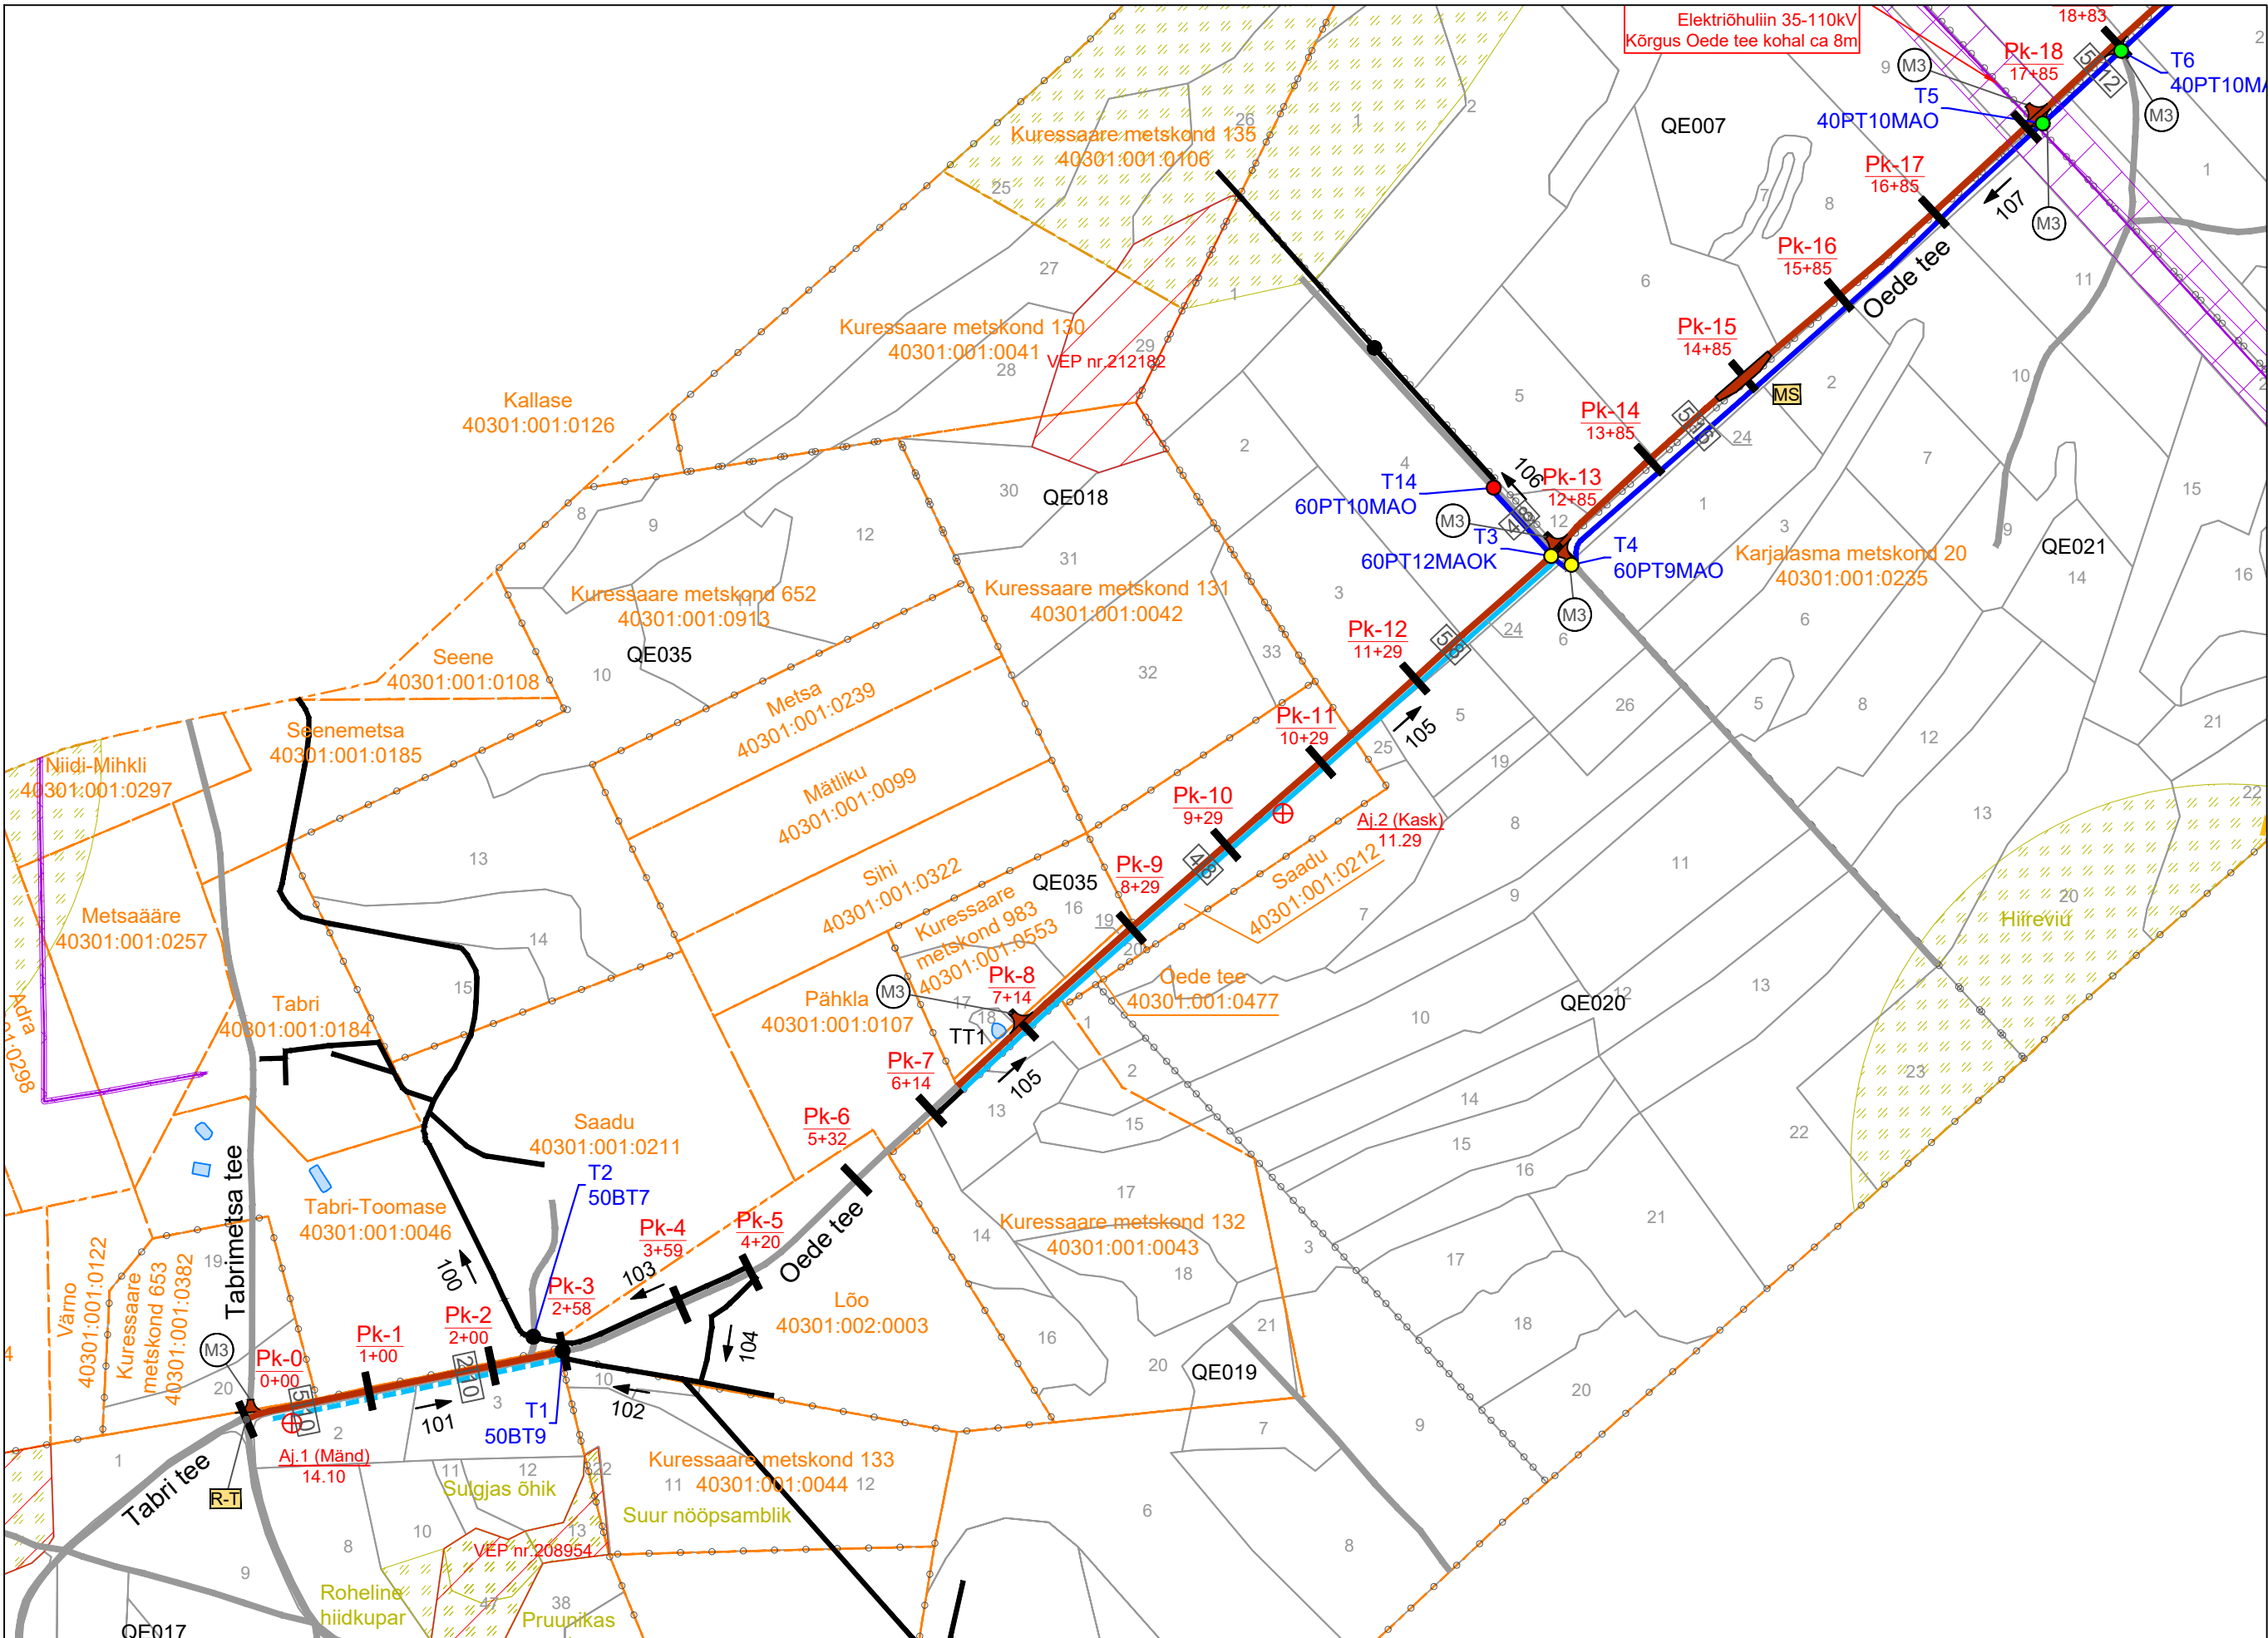 Elektriõhuliin 35-110kV
Kõrgus Oede tee kohal ca 8m
18+83
Pk-18
17+85
T6
T5
40PT10MAO
M3
M3
M3
QE007
Pk-17
16+85
107
Pk-16
15+85
Oede tee
Pk-15
14+85
MS
Pk-14
13+85
Pk-13
12+85
106
T14
60PT10MAO
M3
T3
60PT12MAOK
T4
60PT9MAO
M3
Karjalasma metskond 20
40301:001:0235
QE021
Kuressaare metskond 135
40301:001:0106
Kuressaare metskond 130
40301:001:0041
VEP nr.212182
Kallase
40301:001:0126
QE018
Kuressaare metskond 131
40301:001:0042
Kuressaare metskond 652
40301:001:0913
QE035
Seene
40301:001:0108
Seenemetsa
40301:001:0185
Metsa
40301:001:0239
Mätliku
40301:001:0099
Sihi
40301:001:0322
Kuressaare
metskond 983
40301:001:0553
QE035
Pk-12
11+29
Pk-11
10+29
105
Pk-10
9+29
Aj.2 (Kask)
11.29
Saadu
40301:001:0212
Pk-9
8+29
Oede tee
40301:001:0477
Pk-8
7+14
M3
TT1
Pähkla
40301:001:0107
Pk-7
6+14
105
Pk-6
5+32
QE020
Hiireviu
Niidi-Mihkli
40301:001:0297
Metsaääre
40301:001:0257
Adra
Tabri
40301:001:0184
Saadu
40301:001:0211
T2
50BT7
Tabri-Toomase
40301:001:0046
Tabrimetsa tee
Värno
40301:001:0122
Kuressaare
metskond 653
40301:001:0382
100
Pk-5
4+20
Pk-4
3+59
103
Oede tee
Pk-3
2+58
Pk-2
2+00
Pk-1
1+00
Pk-0
0+00
M3
104
Lõo
40301:002:0003
Kuressaare metskond 132
40301:001:0043
QE019
101
102
T1
50BT9
Aj.1 (Mänd)
14.10
R-T
Tabri tee
Kuressaare metskond 133
40301:001:0044
Sulgjas õhik
Suur nööpsamblik
VEP nr.208954
Roheline
hiidkupar
Pruunikas
QE017